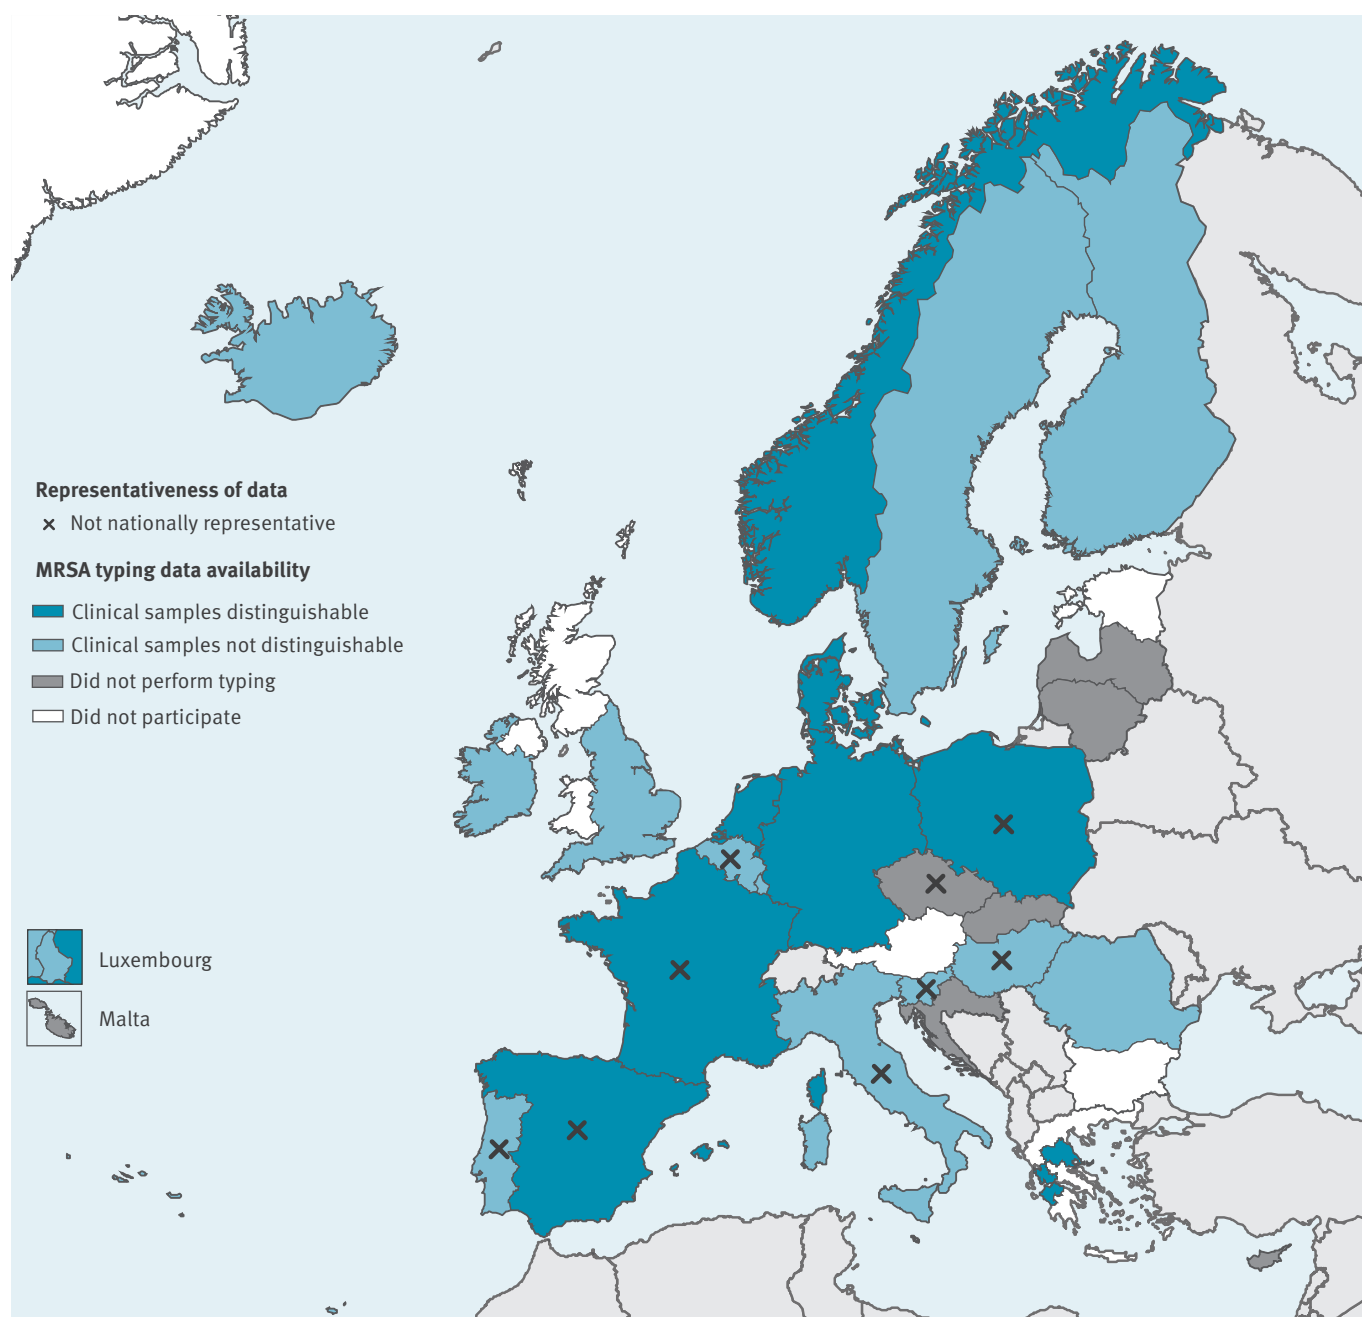 Representativeness of data
× Not nationally representative
MRSA typing data availability
Clinical samples distinguishable
Clinical samples not distinguishable
Did not perform typing
Did not participate
Luxembourg
Malta